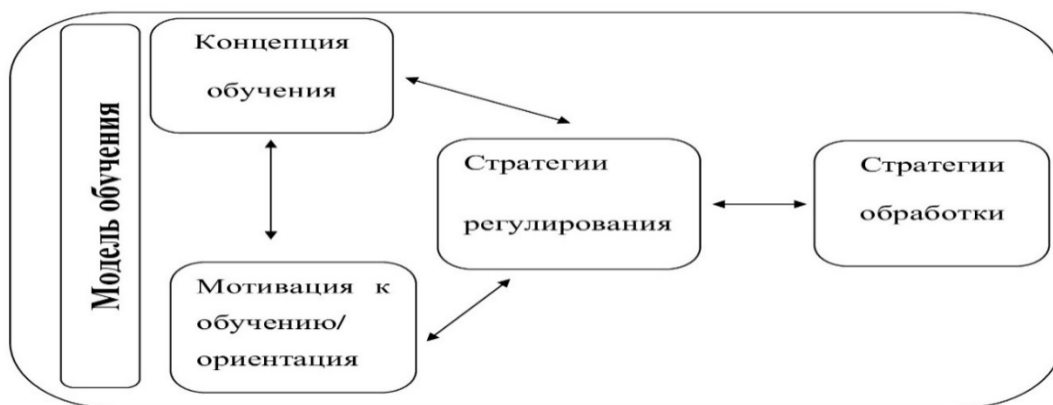 Модель обучения
Концепция
обучения
Мотивация к
обучению/
ориентация
Стратегии
регулирования
Стратегии
обработки